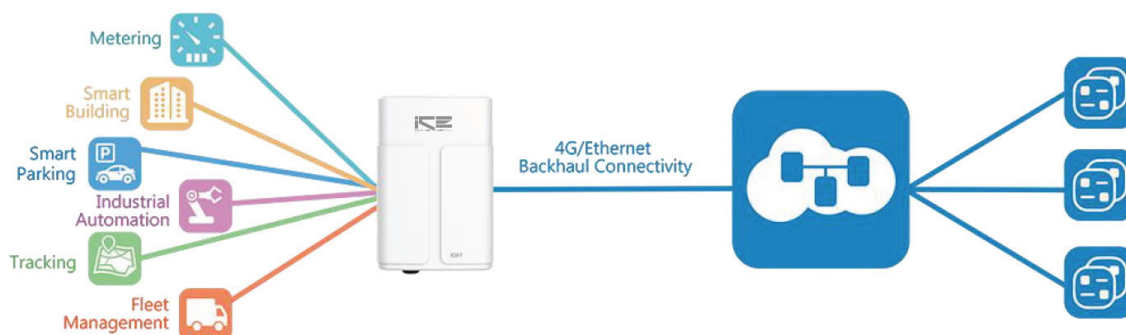 Metering
Smart
Building
P
Smart
Parking
Industrial
Automation
Tracking
Fleet
Management
4G/Ethernet
Backhaul Connectivity